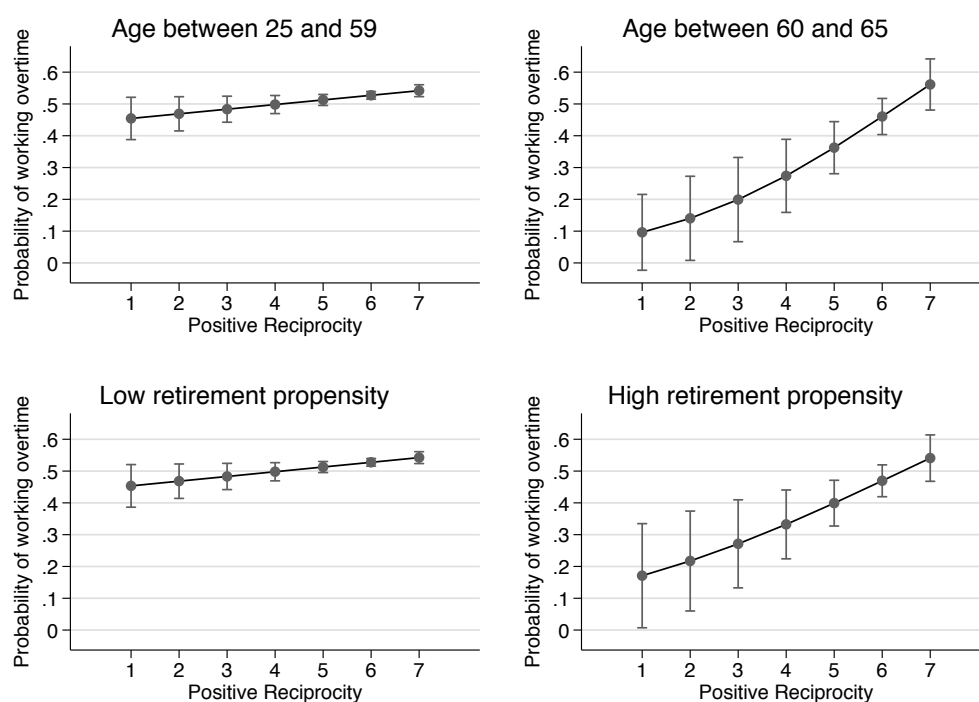 Age between 25 and 59
Probability of working overtime
.6
.5
.4
.3
.2
.1
0
1 2 3 4 5 6 7
Positive Reciprocity
Age between 60 and 65
Probability of working overtime
.6
.5
.4
.3
.2
.1
0
1 2 3 4 5 6 7
Positive Reciprocity
Low retirement propensity
Probability of working overtime
.6
.5
.4
.3
.2
.1
0
1 2 3 4 5 6 7
Positive Reciprocity
High retirement propensity
Probability of working overtime
.6
.5
.4
.3
.2
.1
0
1 2 3 4 5 6 7
Positive Reciprocity